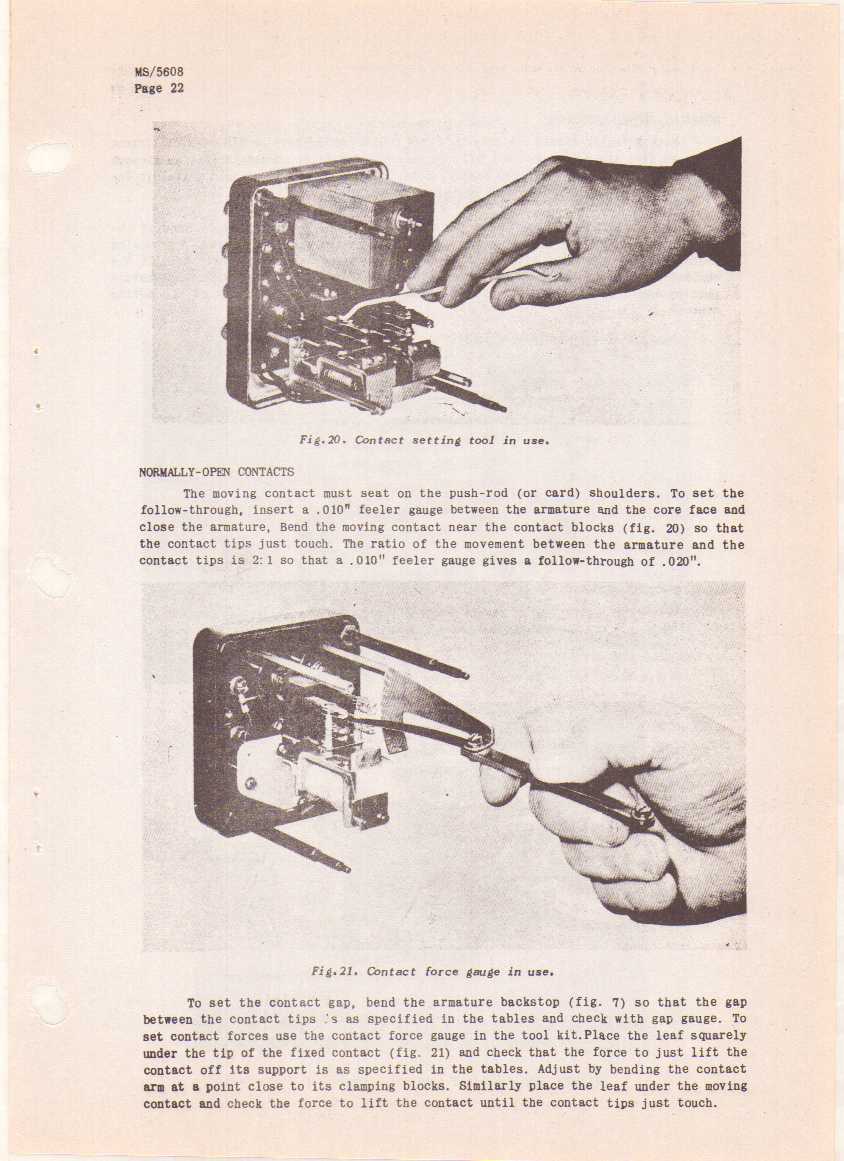 MS/5608
Page 22
Fig.20. Contact setting tool in use.
NORMALLY-OPEN CONTACTS
The moving contact must seat on the push-rod (or card) shoulders. To set the
follow-through, insert a .010" feeler gauge between the armature and the core face and
close the armature, Bend the moving contact near the contact blocks (fig. 20) so that
the contact tips just touch. The ratio of the movement between the armature and the
contact tips is 2:1 so that a .010" feeler gauge gives a follow-through of .020".
Fig.21. Contact force gauge in use.
To set the contact gap, bend the armature backstop (fig. 7) so that the gap
between the contact tips 's as specified in the tables and check with gap gauge. To
set contact forces use the contact force gauge in the tool kit.Place the leaf squarely
under the tip of the fixed contact (fig. 21) and check that the force to just lift the
contact off its support is as specified in the tables. Adjust by bending the contact
arm at a point close to its clamping blocks. Similarly place the leaf under the moving
contact and check the force to lift the contact until the contact tips just touch.